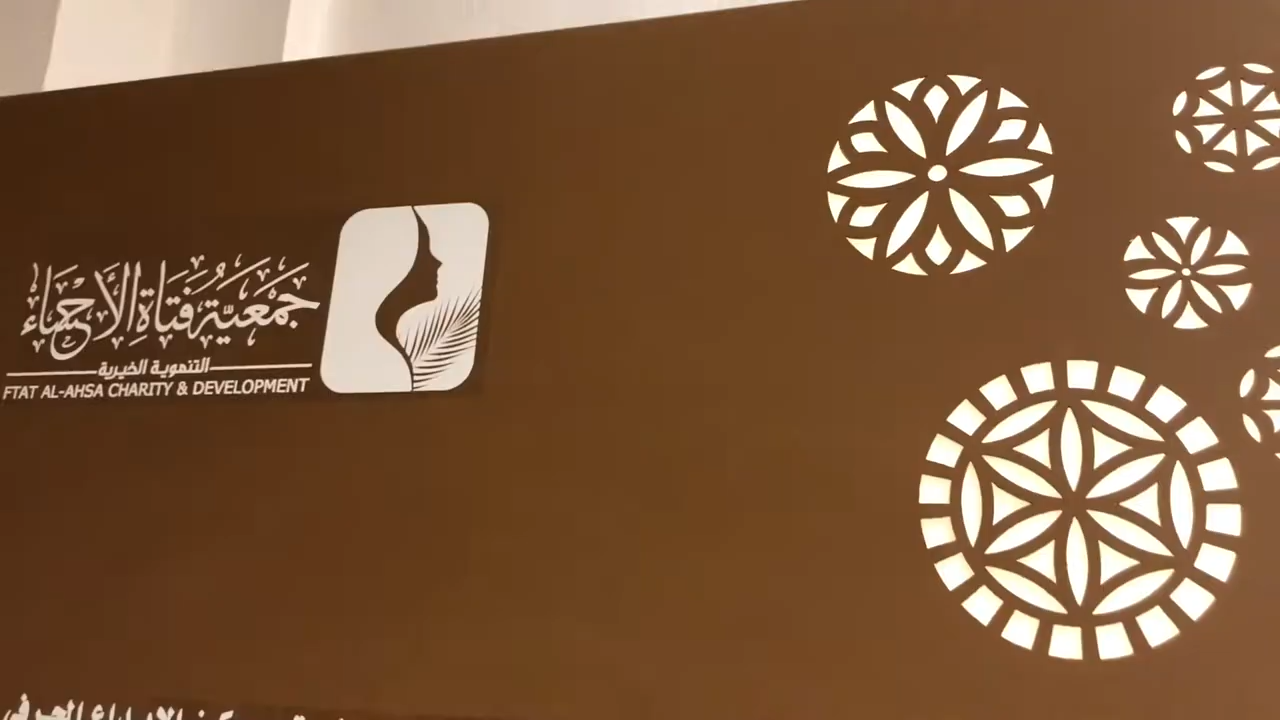 جمعية فتاة الأحساء
التنموية الخيرية
FTAT AL-AHSA CHARITY & DEVELOPMENT